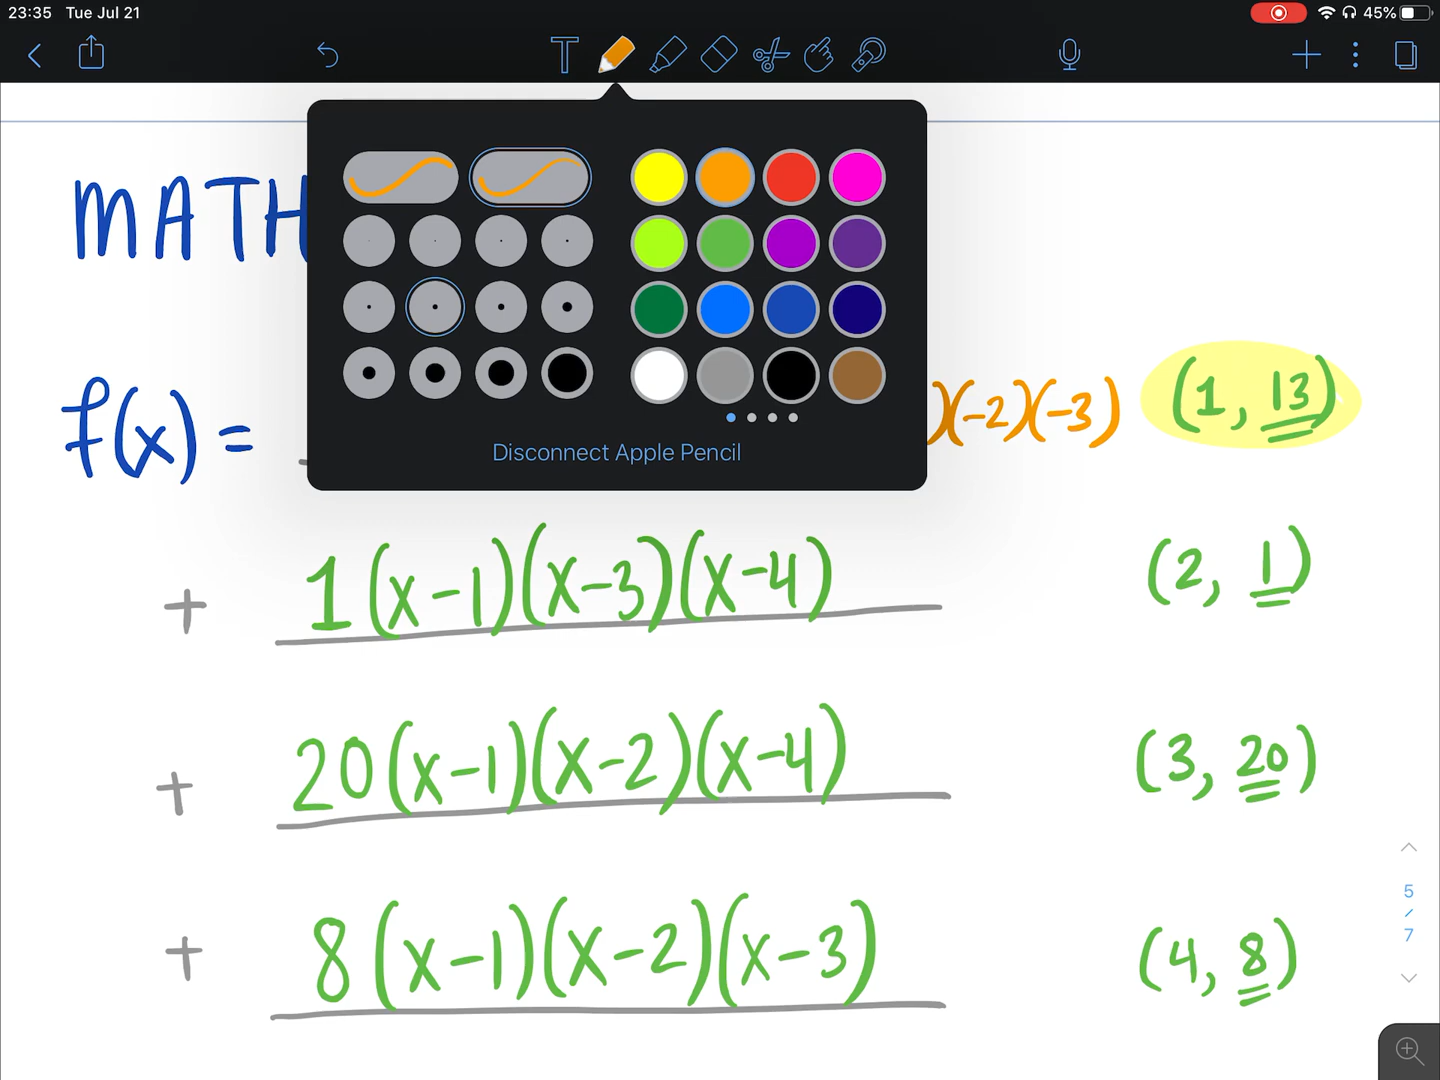 23:35 Tue Jul 21 45%
T
MATH
Disconnect Apple Pencil
f(x) = )(-2)(-3) (1, 13)
+ 1(x-1)(x-3)(x-4) (2, 1)
+ 20(x-1)(x-2)(x-4) (3, 20)
5
7
+ 8(x-1)(x-2)(x-3) (4, 8)